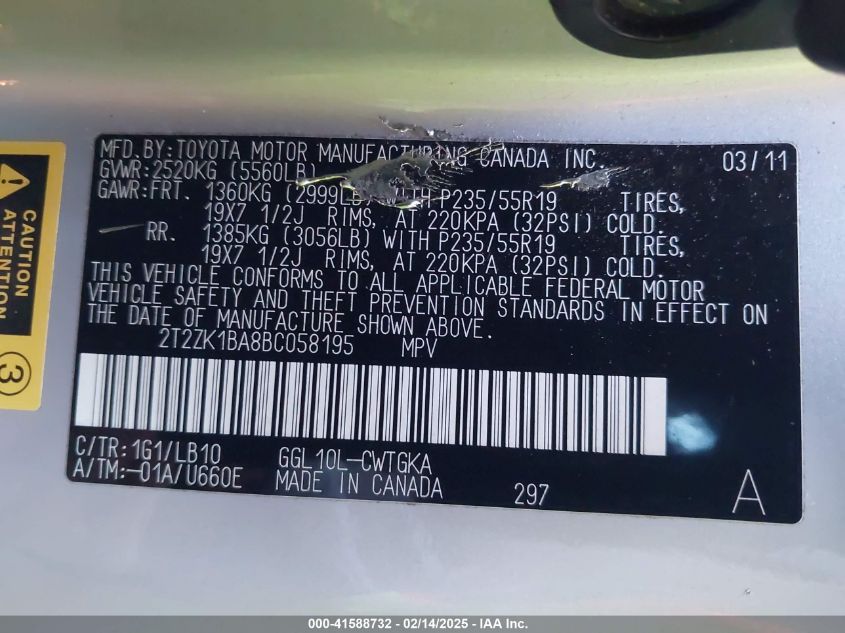 MFD.BY:TOYOTA MOTOR MANUFACTURING CANADA INC. 03/11
GVWR:2520KG (5560LB)
GAWR:FRT. 1360KG (2999LB) WITH P235/55R19 TIRES,
19X7 1/2J RIMS, AT 220KPA (32PSI) COLD.
RR. 1385KG (3056LB) WITH P235/55R19 TIRES,
19X7 1/2J RIMS, AT 220KPA (32PSI) COLD.
THIS VEHICLE CONFORMS TO ALL APPLICABLE FEDERAL MOTOR
VEHICLE SAFETY AND THEFT PREVENTION STANDARDS IN EFFECT ON
THE DATE OF MANUFACTURE SHOWN ABOVE.
2T2ZK1BA8BC058195 MPV
C/TR:1G1/LB10 GGL10L-CWTGKA
A/TM:-01A/U660E MADE IN CANADA 297 A
ATTENTION
3
000-41588732 - 02/14/2025 - IAA Inc.